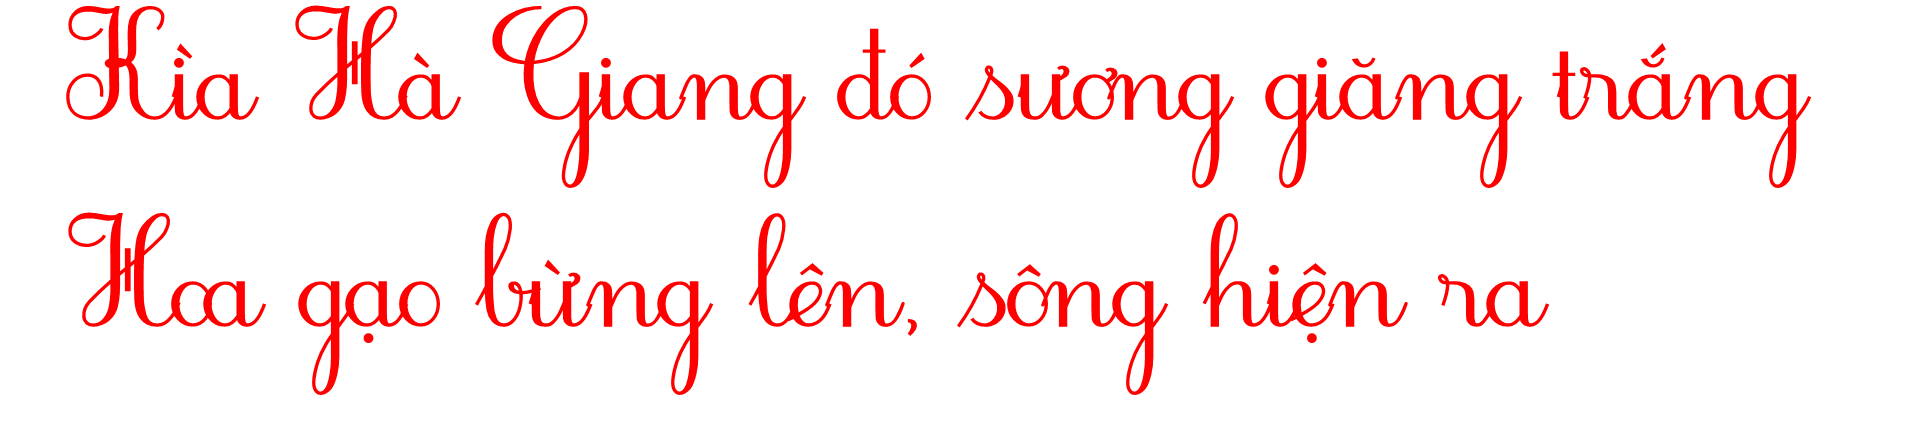 Kìa Hà Giang đó sương giăng trắng
Hoa gạo bừng lên, sông hiện ra